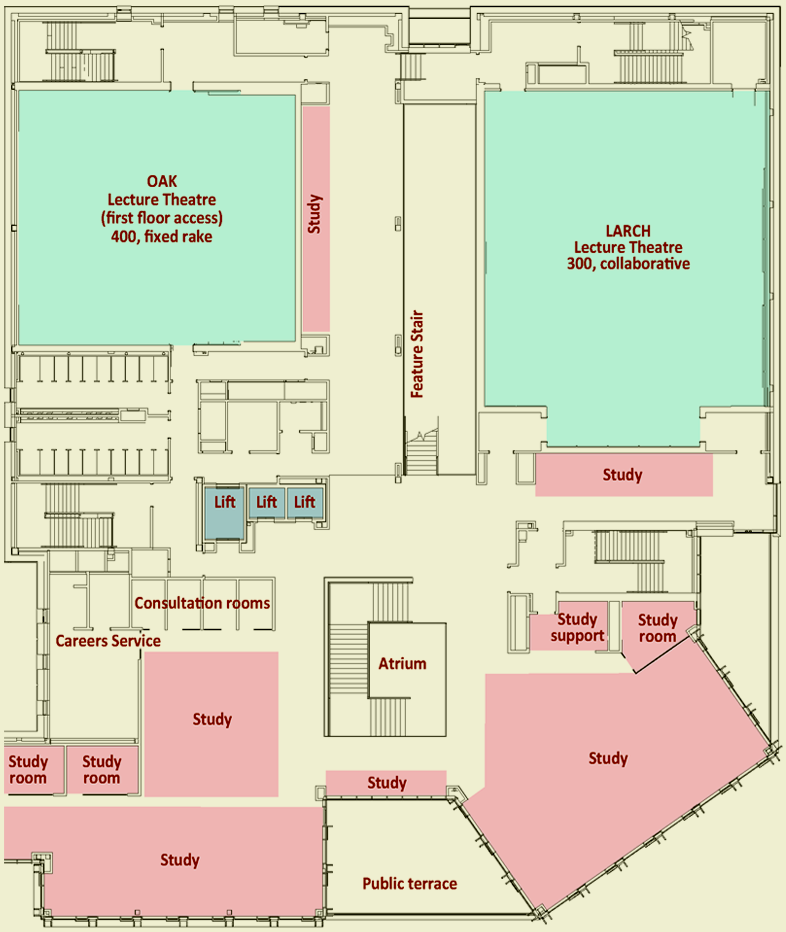 OAK
Lecture Theatre
(first floor access)
400, fixed rake
Study
LARCH
Lecture Theatre
300, collaborative
Feature Stair
Study
Lift
Lift
Lift
Consultation rooms
Careers Service
Study
support
Study
room
Atrium
Study
Study
room
Study
room
Study
Study
Study
Public terrace